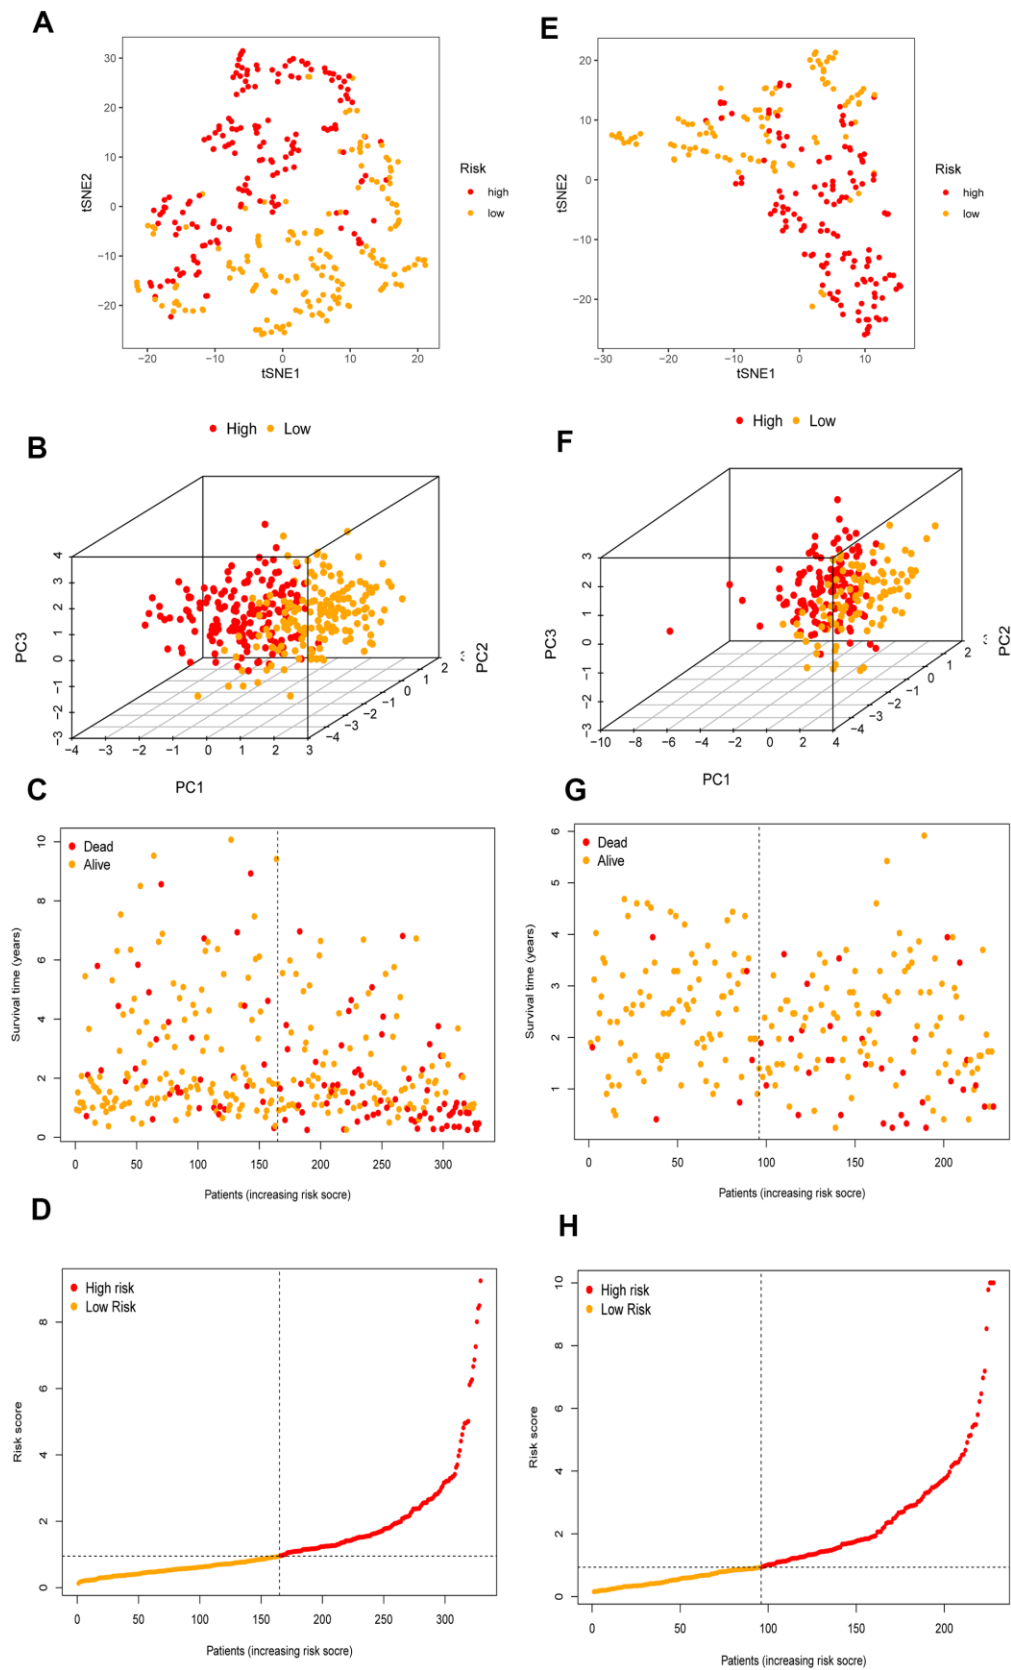 A
30
20
10
0
−10
−20
tSNE2
−20 −10 0 10 20
tSNE1
Risk
high
low
E
20
10
0
−10
−20
tSNE2
−30 −20 −10 0 10
tSNE1
Risk
high
low
B
High Low
4
3
2
1
0
−1
−2
−3
PC3
−4 −3 −2 −1 0 1 2 3
PC1
−4
−3
−2
−1
0
1
2
PC2
F
High Low
3
2
1
0
−1
−2
−3
PC3
−10 −8 −6 −4 −2 0 2 4
PC1
−4
−3
−2
−1
0
1
2
PC2
C
Dead
Alive
10
8
6
4
2
0
Survival time (years)
0 50 100 150 200 250 300
Patients (increasing risk socre)
G
Dead
Alive
6
5
4
3
2
1
Survival time (years)
0 50 100 150 200
Patients (increasing risk socre)
D
High risk
Low Risk
8
6
4
2
0
Risk score
0 50 100 150 200 250 300
Patients (increasing risk socre)
H
High risk
Low Risk
10
8
6
4
2
0
Risk score
0 50 100 150 200
Patients (increasing risk socre)